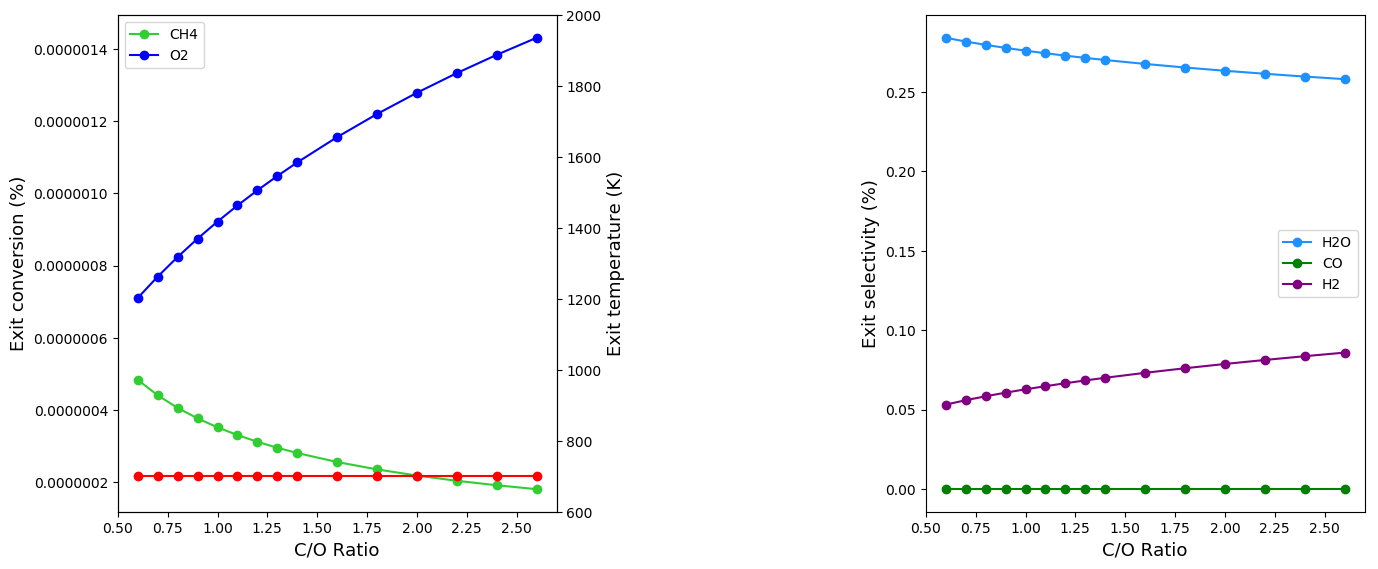 CH4
O2
0.0000014
0.0000012
0.0000010
0.0000008
0.0000006
0.0000004
0.0000002
Exit conversion (%)
0.50 0.75 1.00 1.25 1.50 1.75 2.00 2.25 2.50
C/O Ratio
2000
1800
1600
1400
1200
1000
800
600
Exit temperature (K)
0.25
0.20
0.15
0.10
0.05
0.00
Exit selectivity (%)
H2O
CO
H2
0.50 0.75 1.00 1.25 1.50 1.75 2.00 2.25 2.50
C/O Ratio